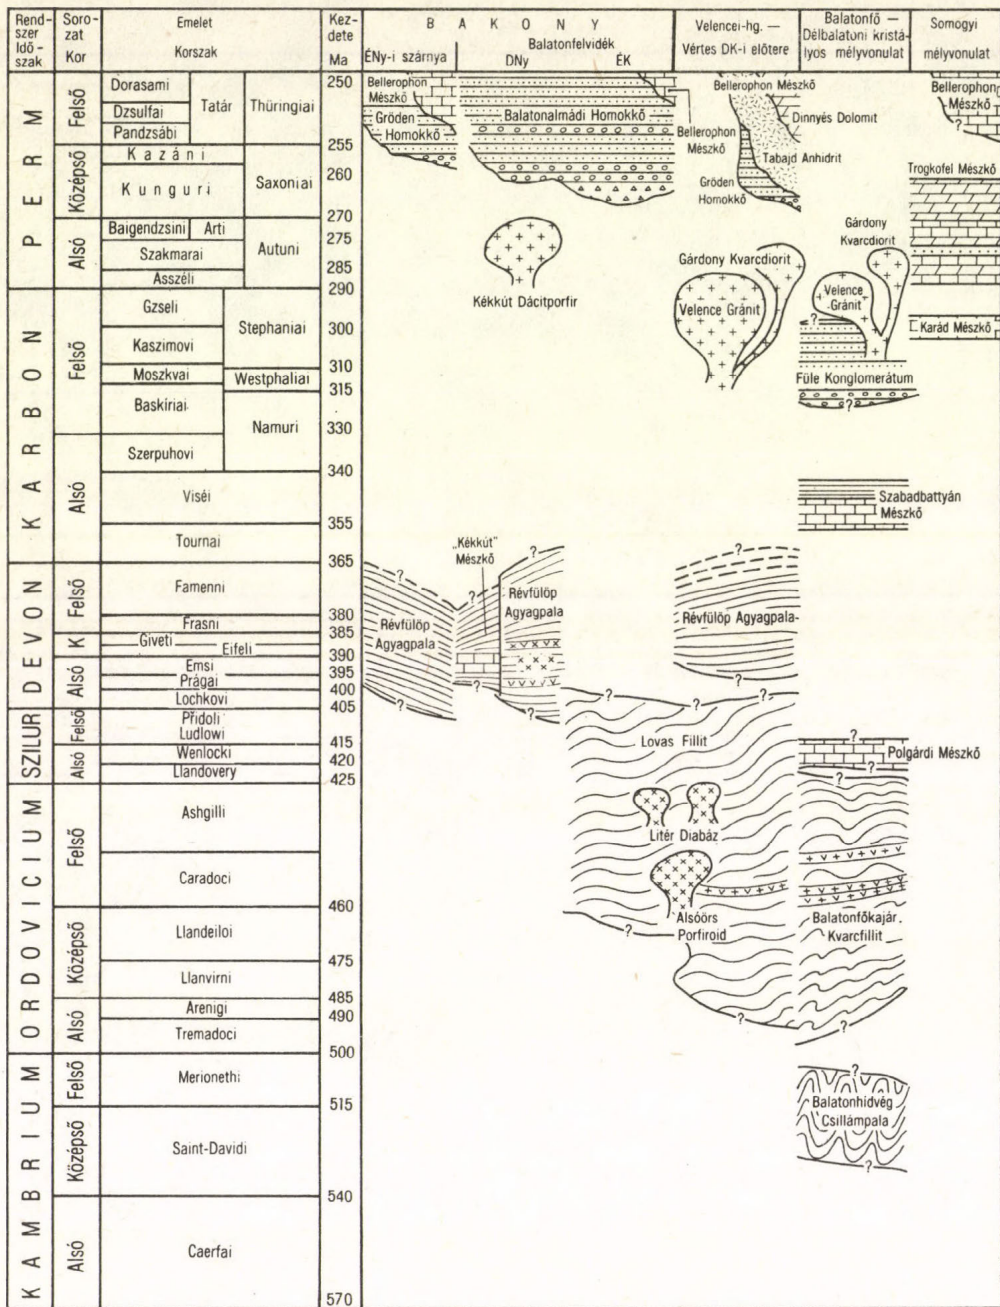 Rend-
szer
Idő-
szak
Soro-
zat
Kor
Emelet
Korszak
Kez-
dete
Ma
B A K O N Y
ÉNy-i szárnya
Balatonfelvidék
DNy
ÉK
Velencei-hg. —
Vértes DK-i előtere
Balatonfő —
Délbalatoni kristá-
lyos mélyvonulat
Somogyi
mélyvonulat
PERM
Felső
Középső
Alsó
Dorasami
Dzsulfai
Pandzsábi
Tatár
Thüringiai
Kazáni
Kunguri
Saxoniai
Baigendzsini
Arti
Szakmarai
Asszéli
Autuni
250
255
260
270
275
285
290
Bellerophon
Mészkő
Gröden
Homokkő
Balatonalmádi Homokkő
Bellerophon
Mészkő
Bellerophon Mészkő
Dinnyés Dolomit
Tabajd Anhidrit
Gröden
Homokkő
Bellerophon
Mészkő
?
Trogkofel Mészkő
Kékkút Dácitporfir
Gárdony Kvarcdiorit
Velence Gránit
Gárdony
Kvarcdiorit
Velence
Gránit
?
KARBON
Felső
Alsó
Gzseli
Kaszimovi
Moszkvai
Baskíriai
Szerpuhovi
Stephaniai
Westphaliai
Namuri
Viséi
Tournai
300
310
315
330
340
355
365
Karád Mészkő
Füle Konglomerátum
?
Szabadbattyán
Mészkő
DEVON
Felső
K
Alsó
Famenni
Frasni
Giveti
Eifeli
Emsi
Prágai
Lochkovi
380
385
390
395
400
405
?
Révfülöp
Agyagpala
?
„Kékkút”
Mészkő
?
?
?
Révfülöp
Agyagpala
?
?
Révfülöp Agyagpala
?
SZILUR
Felső
Alsó
Přidoli
Ludlowi
Wenlocki
Llandovery
415
420
425
?
?
?
Lovas Fillit
?
Polgárdi Mészkő
?
ORDOVICIUM
Felső
Középső
Alsó
Ashgilli
Caradoci
Llandeiloi
Llanvirni
Arenigi
Tremadoci
460
475
485
490
500
Litér Diabáz
Alsóörs
Porfiroid
?
Balatonfőkajár
Kvarcfillit
?
?
KAMBRIUM
Felső
Középső
Alsó
Merionethi
Saint-Davidi
Caerfai
515
540
570
?
Balatonhídvég
Csillámpala
?